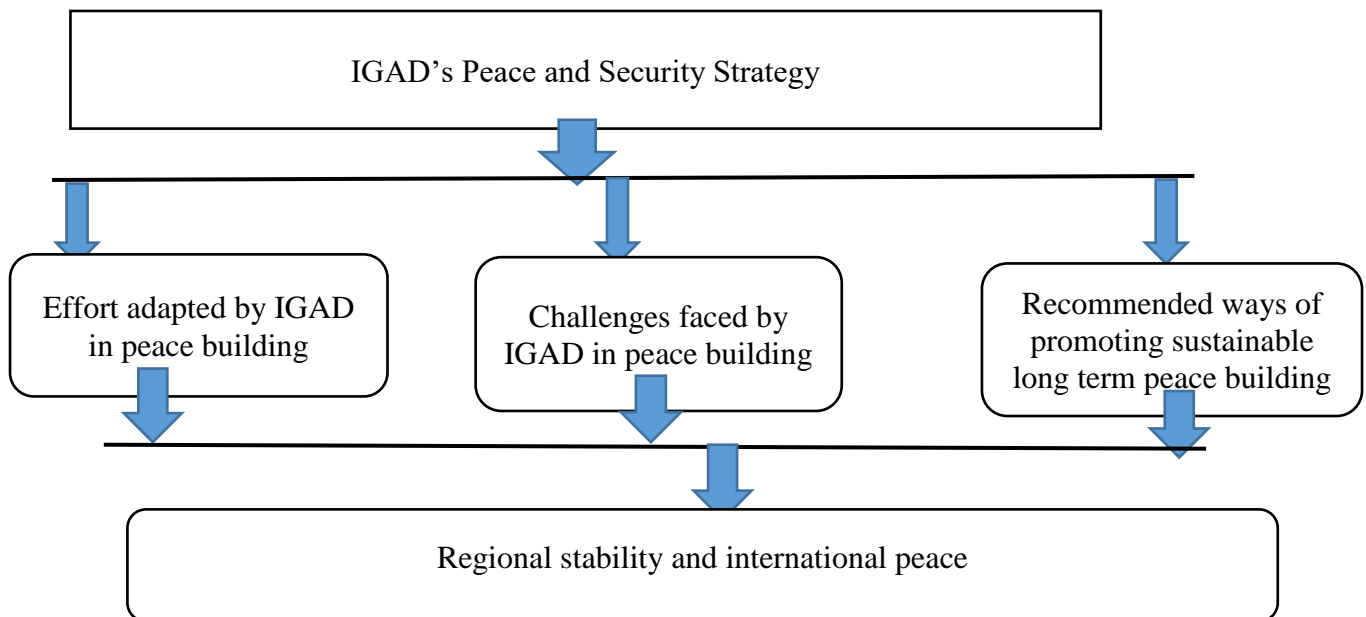 IGAD’s Peace and Security Strategy
Effort adapted by IGAD
in peace building
Challenges faced by
IGAD in peace building
Recommended ways of
promoting sustainable
long term peace building
Regional stability and international peace